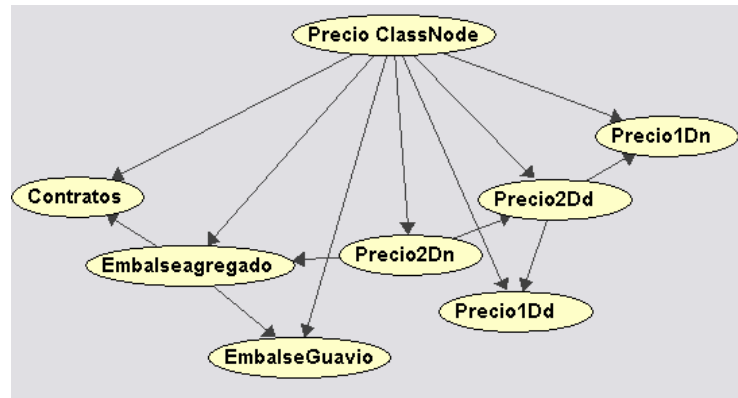 Precio ClassNode
Precio1Dn
Contratos
Precio2Dd
Precio2Dn
Embalseagregado
Precio1Dd
EmbalseGuavio